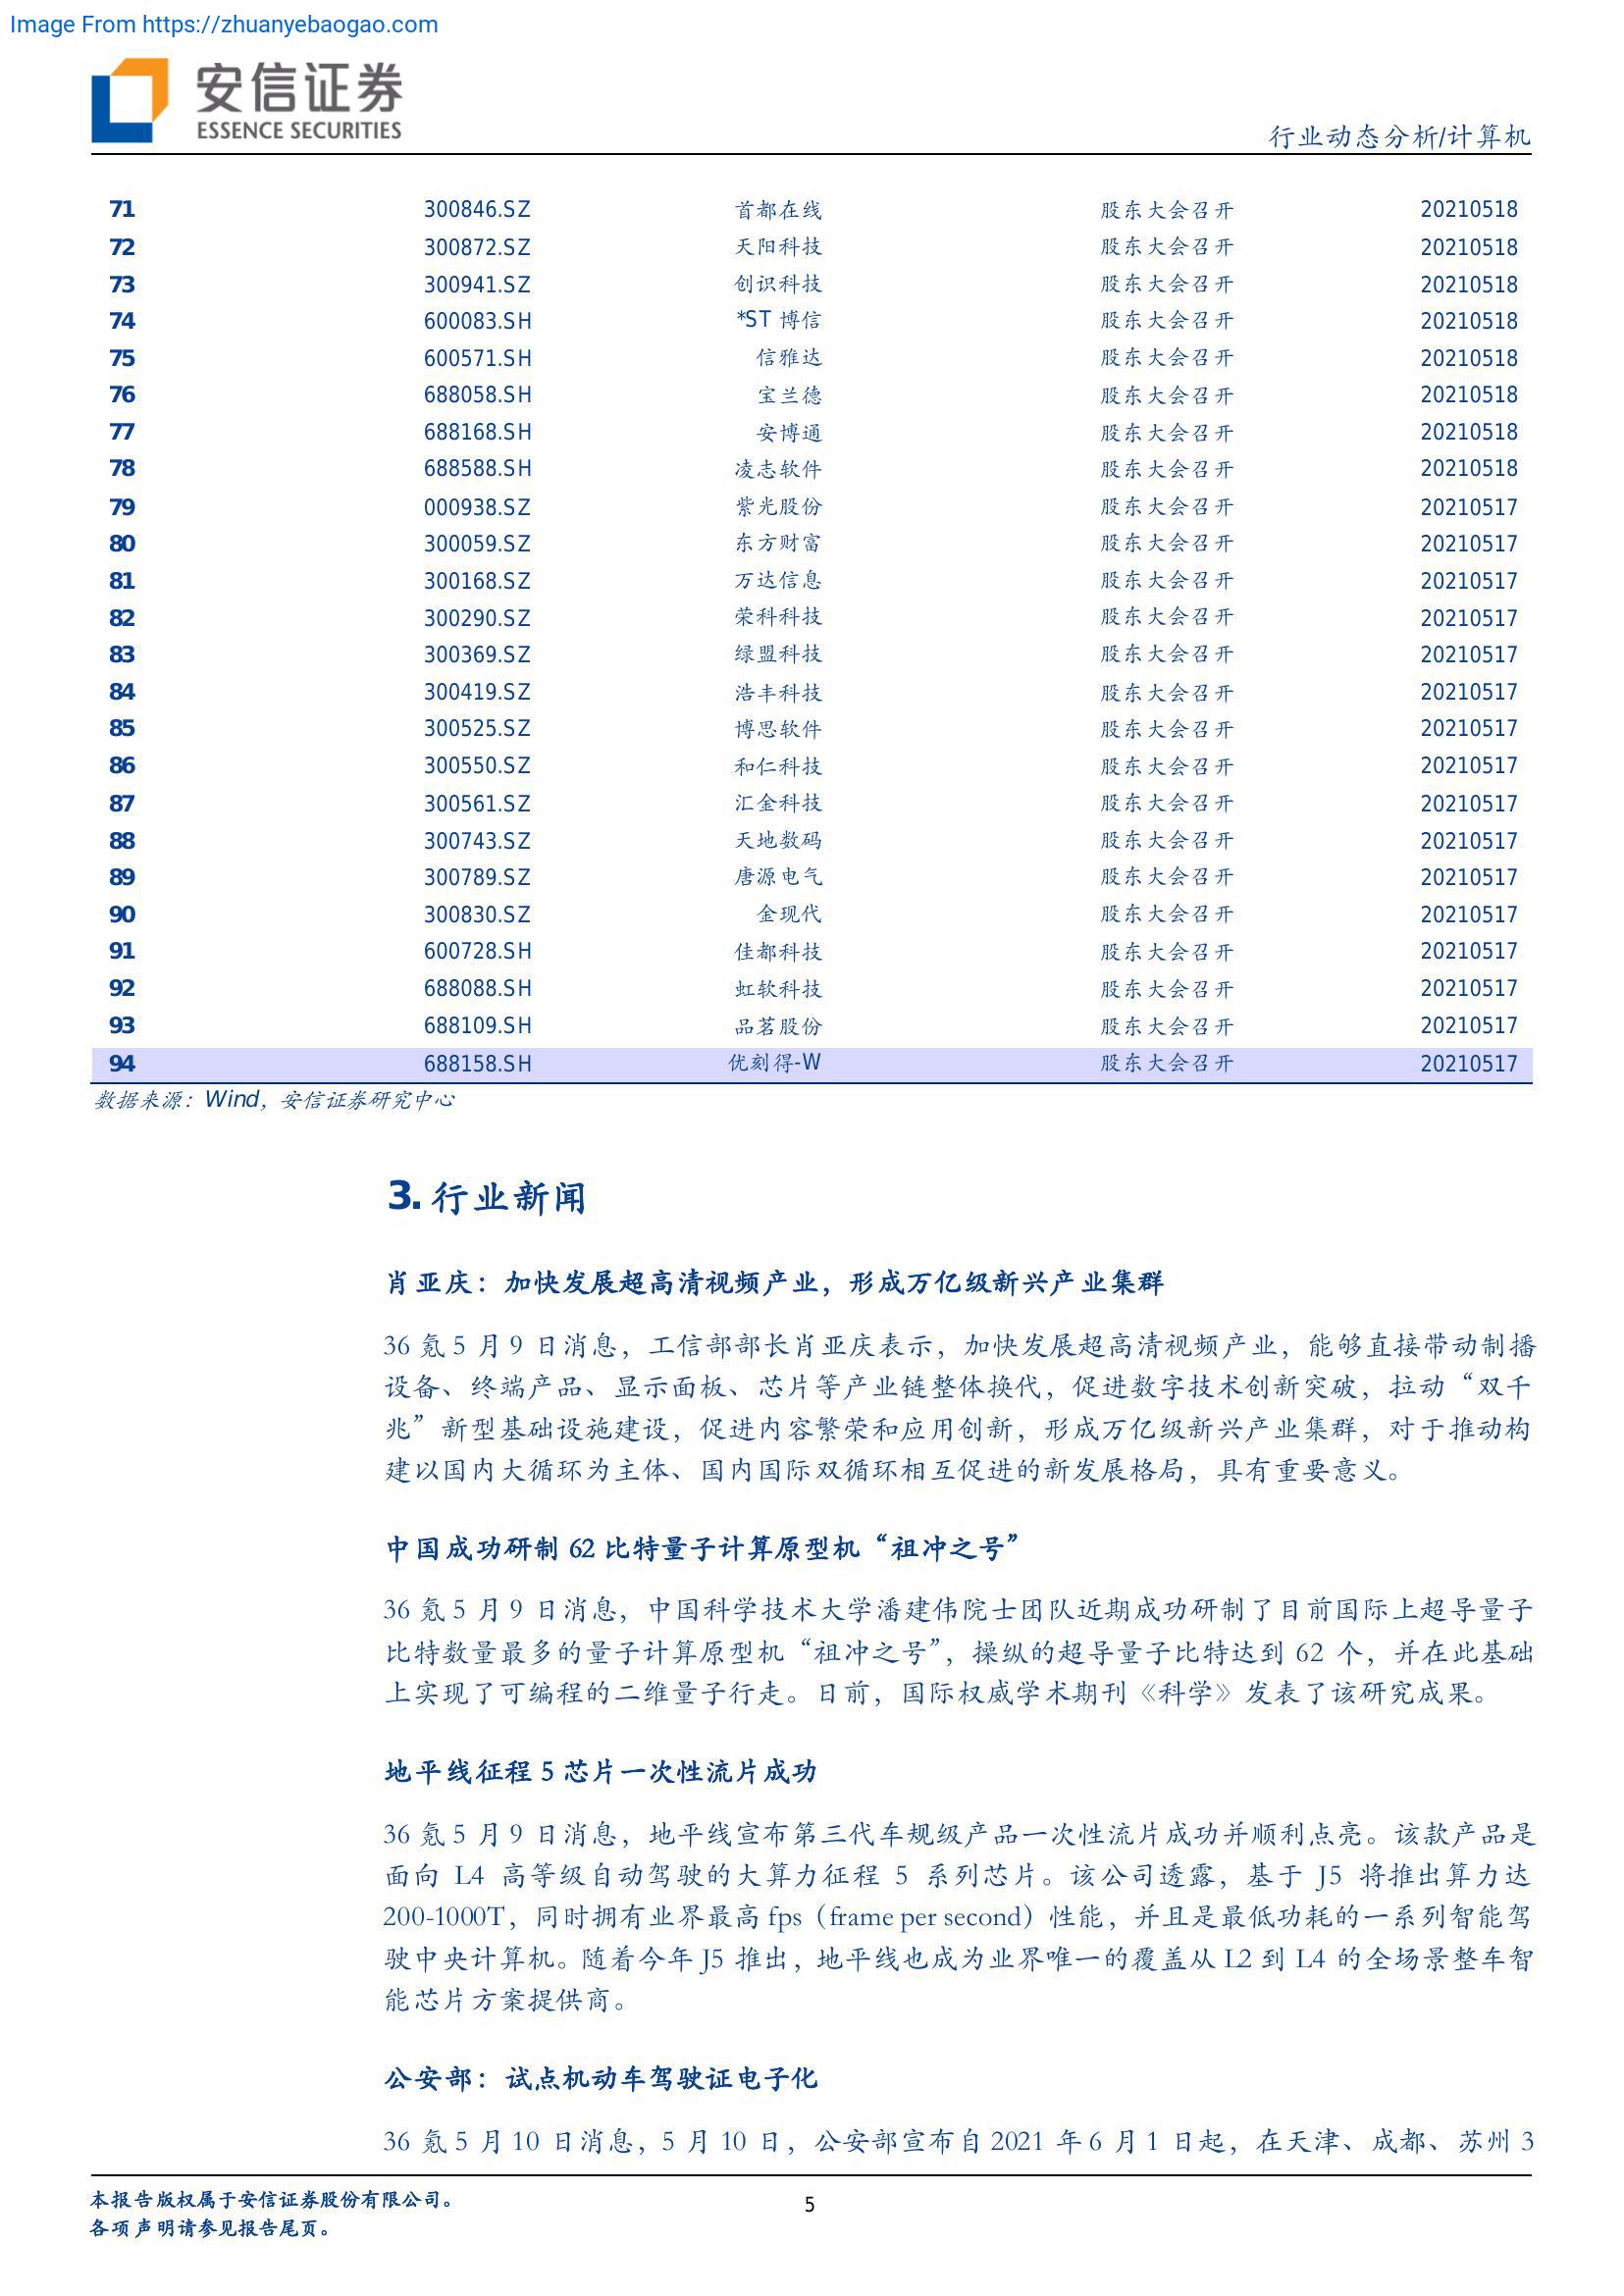 Image From https://zhuanyebaogao.com
安信证券
ESSENCE SECURITIES
行业动态分析/计算机
71 300846.SZ 首都在线 股东大会召开 20210518
72 300872.SZ 天阳科技 股东大会召开 20210518
73 300941.SZ 创识科技 股东大会召开 20210518
74 600083.SH *ST 博信 股东大会召开 20210518
75 600571.SH 信雅达 股东大会召开 20210518
76 688058.SH 宝兰德 股东大会召开 20210518
77 688168.SH 安博通 股东大会召开 20210518
78 688588.SH 凌志软件 股东大会召开 20210518
79 000938.SZ 紫光股份 股东大会召开 20210517
80 300059.SZ 东方财富 股东大会召开 20210517
81 300168.SZ 万达信息 股东大会召开 20210517
82 300290.SZ 荣科科技 股东大会召开 20210517
83 300369.SZ 绿盟科技 股东大会召开 20210517
84 300419.SZ 浩丰科技 股东大会召开 20210517
85 300525.SZ 博思软件 股东大会召开 20210517
86 300550.SZ 和仁科技 股东大会召开 20210517
87 300561.SZ 汇金科技 股东大会召开 20210517
88 300743.SZ 天地数码 股东大会召开 20210517
89 300789.SZ 唐源电气 股东大会召开 20210517
90 300830.SZ 金现代 股东大会召开 20210517
91 600728.SH 佳都科技 股东大会召开 20210517
92 688088.SH 虹软科技 股东大会召开 20210517
93 688109.SH 品茗股份 股东大会召开 20210517
94 688158.SH 优刻得-W 股东大会召开 20210517
数据来源：Wind，安信证券研究中心
3. 行业新闻
肖亚庆：加快发展超高清视频产业，形成万亿级新兴产业集群
36 氪 5 月 9 日消息，工信部部长肖亚庆表示，加快发展超高清视频产业，能够直接带动制播
设备、终端产品、显示面板、芯片等产业链整体换代，促进数字技术创新突破，拉动“双千
兆”新型基础设施建设，促进内容繁荣和应用创新，形成万亿级新兴产业集群，对于推动构
建以国内大循环为主体、国内国际双循环相互促进的新发展格局，具有重要意义。
中国成功研制 62 比特量子计算原型机“祖冲之号”
36 氪 5 月 9 日消息，中国科学技术大学潘建伟院士团队近期成功研制了目前国际上超导量子
比特数量最多的量子计算原型机“祖冲之号”，操纵的超导量子比特达到 62 个，并在此基础
上实现了可编程的二维量子行走。日前，国际权威学术期刊《科学》发表了该研究成果。
地平线征程 5 芯片一次性流片成功
36 氪 5 月 9 日消息，地平线宣布第三代车规级产品一次性流片成功并顺利点亮。该款产品是
面向 L4 高等级自动驾驶的大算力征程 5 系列芯片。该公司透露，基于 J5 将推出算力达
200-1000T，同时拥有业界最高 fps（frame per second）性能，并且是最低功耗的一系列智能驾
驶中央计算机。随着今年 J5 推出，地平线也成为业界唯一的覆盖从 L2 到 L4 的全场景整车智
能芯片方案提供商。
公安部：试点机动车驾驶证电子化
36 氪 5 月 10 日消息，5 月 10 日，公安部宣布自 2021 年 6 月 1 日起，在天津、成都、苏州 3
本报告版权属于安信证券股份有限公司。
5
各项声明请参见报告尾页。